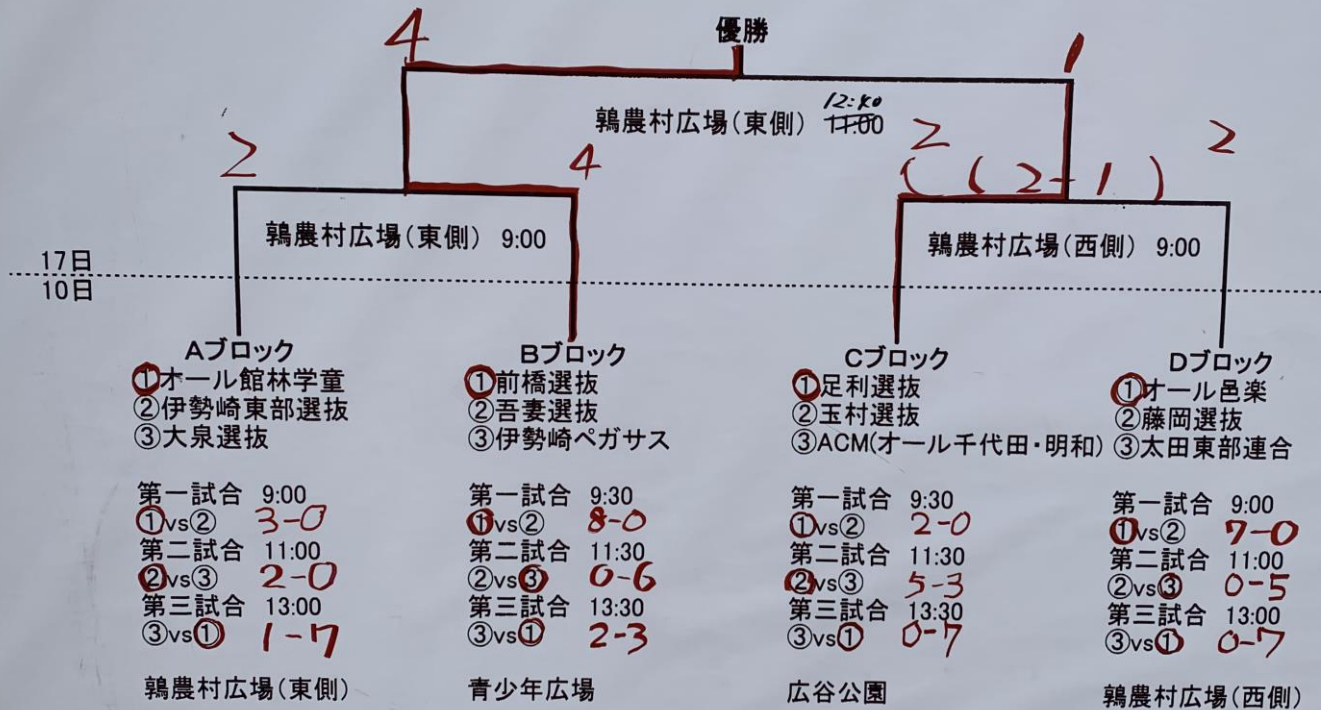 優勝
4 1
12:40
鶉農村広場(東側) 11:00
2 4 2 2
( (2-1)
鶉農村広場(東側) 9:00
鶉農村広場(西側) 9:00
17日
10日
Aブロック
①オール館林学童
②伊勢崎東部選抜
③大泉選抜
第一試合 9:00
①vs② 3-0
第二試合 11:00
②vs③ 2-0
第三試合 13:00
③vs① 1-7
鶉農村広場(東側)
Bブロック
①前橋選抜
②吾妻選抜
③伊勢崎ペガサス
第一試合 9:30
①vs② 8-0
第二試合 11:30
②vs③ 0-6
第三試合 13:30
③vs① 2-3
青少年広場
Cブロック
①足利選抜
②玉村選抜
③ACM(オール千代田・明和)
第一試合 9:30
①vs② 2-0
第二試合 11:30
②vs③ 5-3
第三試合 13:30
③vs① 0-7
広谷公園
Dブロック
①オール邑楽
②藤岡選抜
③太田東部連合
第一試合 9:00
①vs② 7-0
第二試合 11:00
②vs③ 0-5
第三試合 13:00
③vs① 0-7
鶉農村広場(西側)